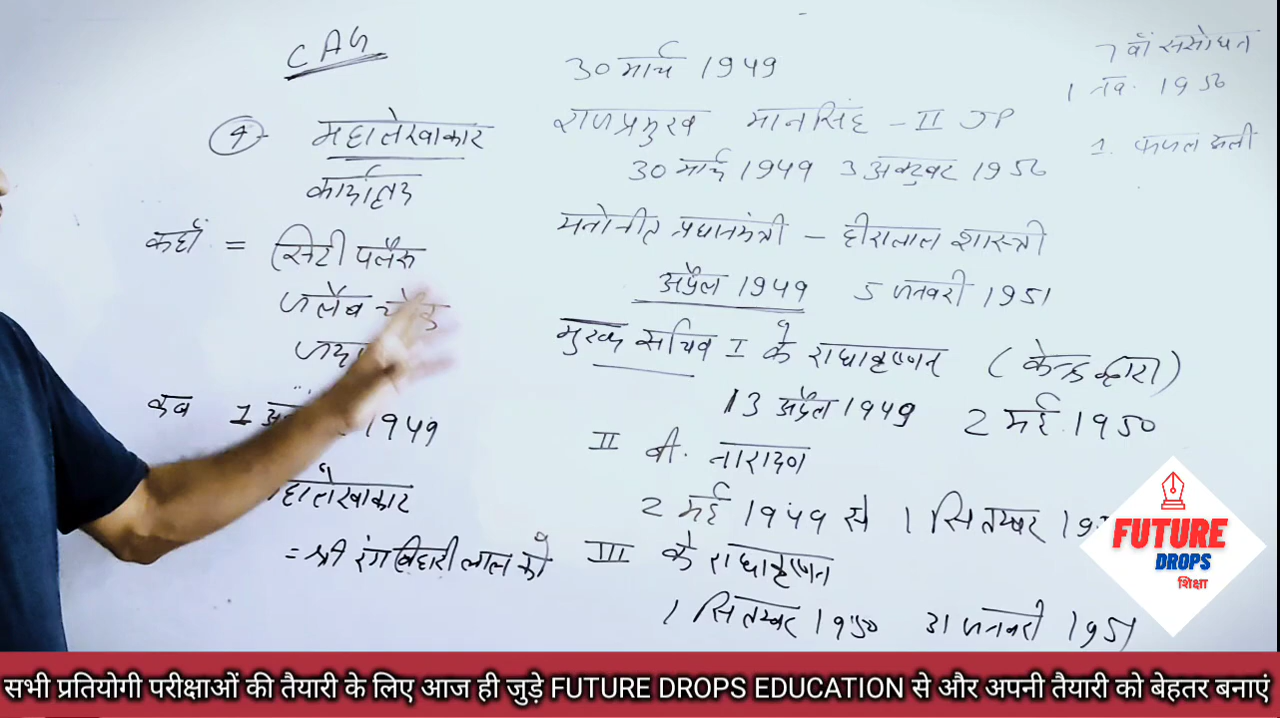 CAG
④- महालेखाकार
कार्यालय
कहाँ = सिटी पलैस
जलैब चौक
कब 1 1949
महालेखाकार
= श्री रंग बिहारी लाल को
30 मार्च 1949
राजप्रमुख मानसिंह - II JP
30 मार्च 1949 3 अक्टुबर 1956
मनोनीत प्रधानमंत्री - हीरालाल शास्त्री
अप्रैल 1949 5 जनवरी 1951
मुख्य सचिव I के राधाकृष्णन (केन्द्र द्वारा)
13 अप्रैल 1949 2 मई 1950
II वी. नारायण
2 मई 1949 से 1 सितम्बर
III के राधाकृष्णन
1 सितम्बर 1950 31 जनवरी 1951
7 वाँ संसोधन
1 नव. 1956
1.
FUTURE
DROPS
शिक्षा
सभी प्रतियोगी परीक्षाओं की तैयारी के लिए आज ही जुड़े FUTURE DROPS EDUCATION से और अपनी तैयारी को बेहतर बनाएं